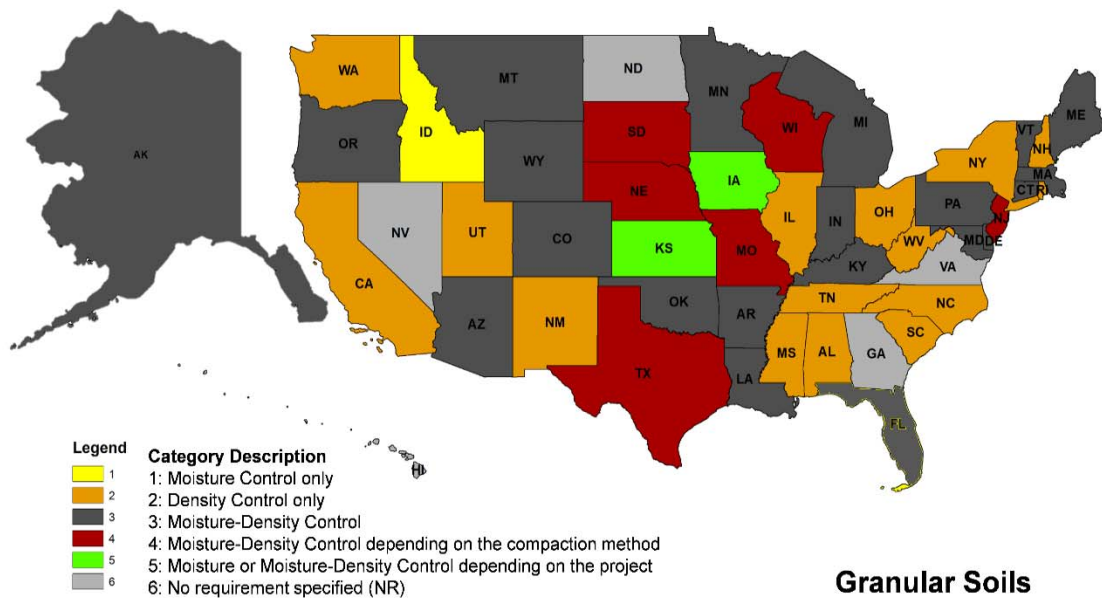 WA
MT
ND
MN
ME
VT
NH
OR
ID
SD
WI
MI
NY
MA
WY
CT
RI
IA
NE
PA
NJ
NV
UT
CO
IL
IN
OH
MD
DE
WV
KS
MO
KY
VA
CA
AK
OK
TN
NC
AZ
NM
AR
SC
MS
AL
GA
LA
TX
FL
HI
Legend
1
2
3
4
5
6
Category Description
1: Moisture Control only
2: Density Control only
3: Moisture-Density Control
4: Moisture-Density Control depending on the compaction method
5: Moisture or Moisture-Density Control depending on the project
6: No requirement specified (NR)
Granular Soils